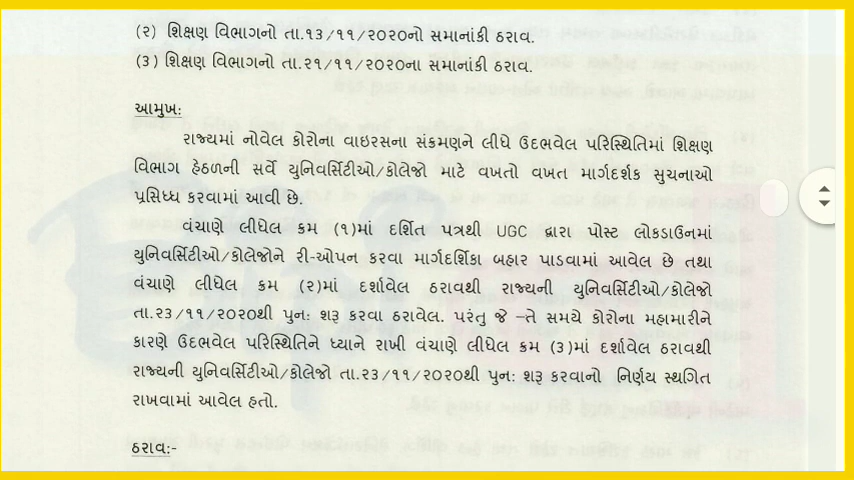 (૨) શિક્ષણ વિભાગનો તા.૧૩/૧૧/૨૦૨૦નો સમાનાંકી ઠરાવ.
(૩) શિક્ષણ વિભાગનો તા.૨૧/૧૧/૨૦૨૦ના સમાનાંકી ઠરાવ.
આમુખ:
રાજ્યમાં નોવેલ કોરોના વાઇરસના સંક્રમણને લીધે ઉદભવેલ પરિસ્થિતિમાં શિક્ષણ
વિભાગ હેઠળની સર્વે યુનિવર્સિટીઓ/કોલેજો માટે વખતો વખત માર્ગદર્શક સુચનાઓ
પ્રસિધ્ધ કરવામાં આવી છે.
વંચાણે લીધેલ ક્રમ (૧)માં દર્શિત પત્રથી UGC દ્રારા પોસ્ટ લોકડાઉનમાં
યુનિવર્સિટીઓ/કોલેજોને રી-ઓપન કરવા માર્ગદર્શિકા બહાર પાડવામાં આવેલ છે તથા
વંચાણે લીધેલ ક્રમ (૨)માં દર્શાવેલ ઠરાવથી રાજ્યની યુનિવર્સિટીઓ/કોલેજો
તા.૨૩/૧૧/૨૦૨૦થી પુન: શરૂ કરવા ઠરાવેલ. પરંતુ જે –તે સમયે કોરોના મહામારીને
કારણે ઉદભવેલ પરિસ્થિતિને ધ્યાને રાખી વંચાણે લીધેલ ક્રમ (૩)માં દર્શાવેલ ઠરાવથી
રાજ્યની યુનિવર્સિટીઓ/કોલેજો તા.૨૩/૧૧/૨૦૨૦થી પુન: શરૂ કરવાનો નિર્ણય સ્થગિત
રાખવામાં આવેલ હતો.
ઠરાવ:-